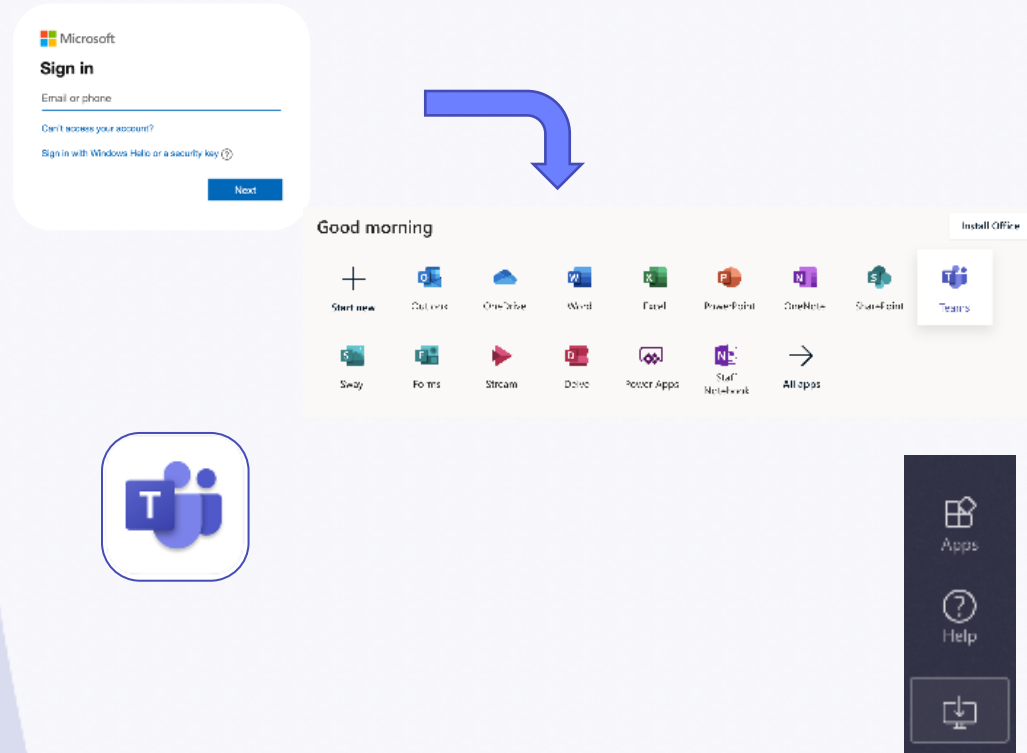 Microsoft
Sign in
Email or phone
Can't access your account?
Sign in with Windows Hello or a security key
Next
Good morning
Install Office
Start new
Outlook
OneDrive
Word
Excel
PowerPoint
OneNote
SharePoint
Teams
Sway
Forms
Stream
Delve
Power Apps
Staff
Notebook
All apps
T
Apps
Help